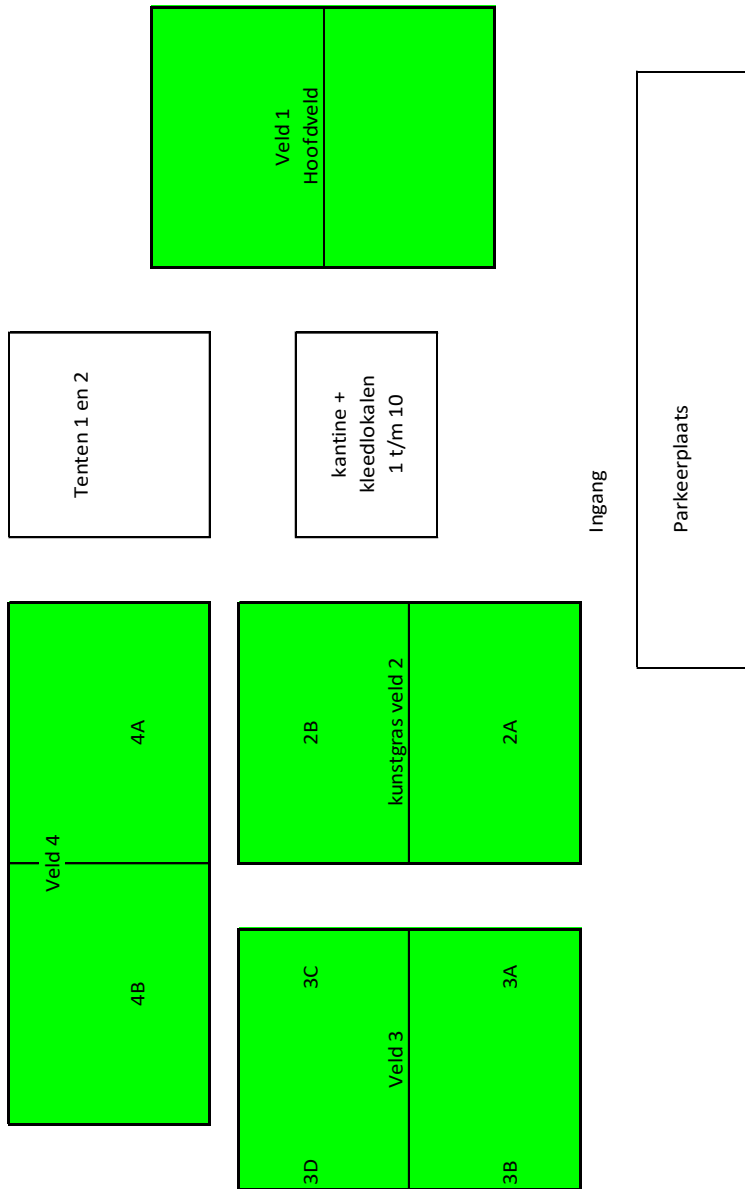 Veld 4
4B
4A
Tenten 1 en 2
3D
3C
Veld 3
3B
3A
2B
kunstgras veld 2
2A
kantine +
kleedlokalen
1 t/m 10
Veld 1
Hoofdveld
Ingang
Parkeerplaats